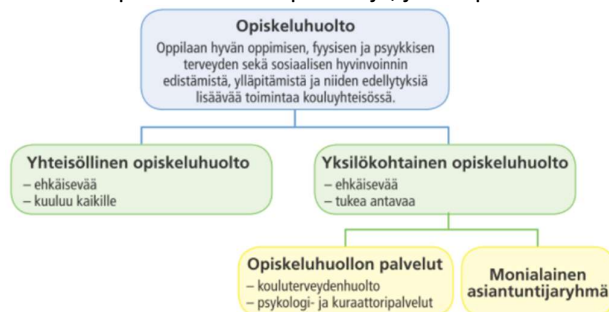 Opiskeluhuolto
Oppilaan hyvän oppimisen, fyysisen ja psyykkisen
terveyden sekä sosiaalisen hyvinvoinnin
edistämistä, ylläpitämistä ja niiden edellytyksiä
lisäävää toimintaa kouluyhteisössä.
Yhteisöllinen opiskeluhuolto
– ehkäisevää
– kuuluu kaikille
Yksilökohtainen opiskeluhuolto
– ehkäisevää
– tukea antavaa
Opiskeluhuollon palvelut
– kouluterveydenhuolto
– psykologi- ja kuraattoripalvelut
Monialainen
asiantuntijaryhmä